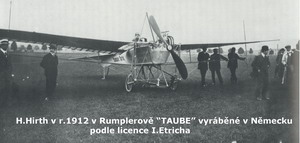 H.Hirth v r.1912 v Rumplerově "TAUBE" vyráběné v Německu
podle licence I.Etricha